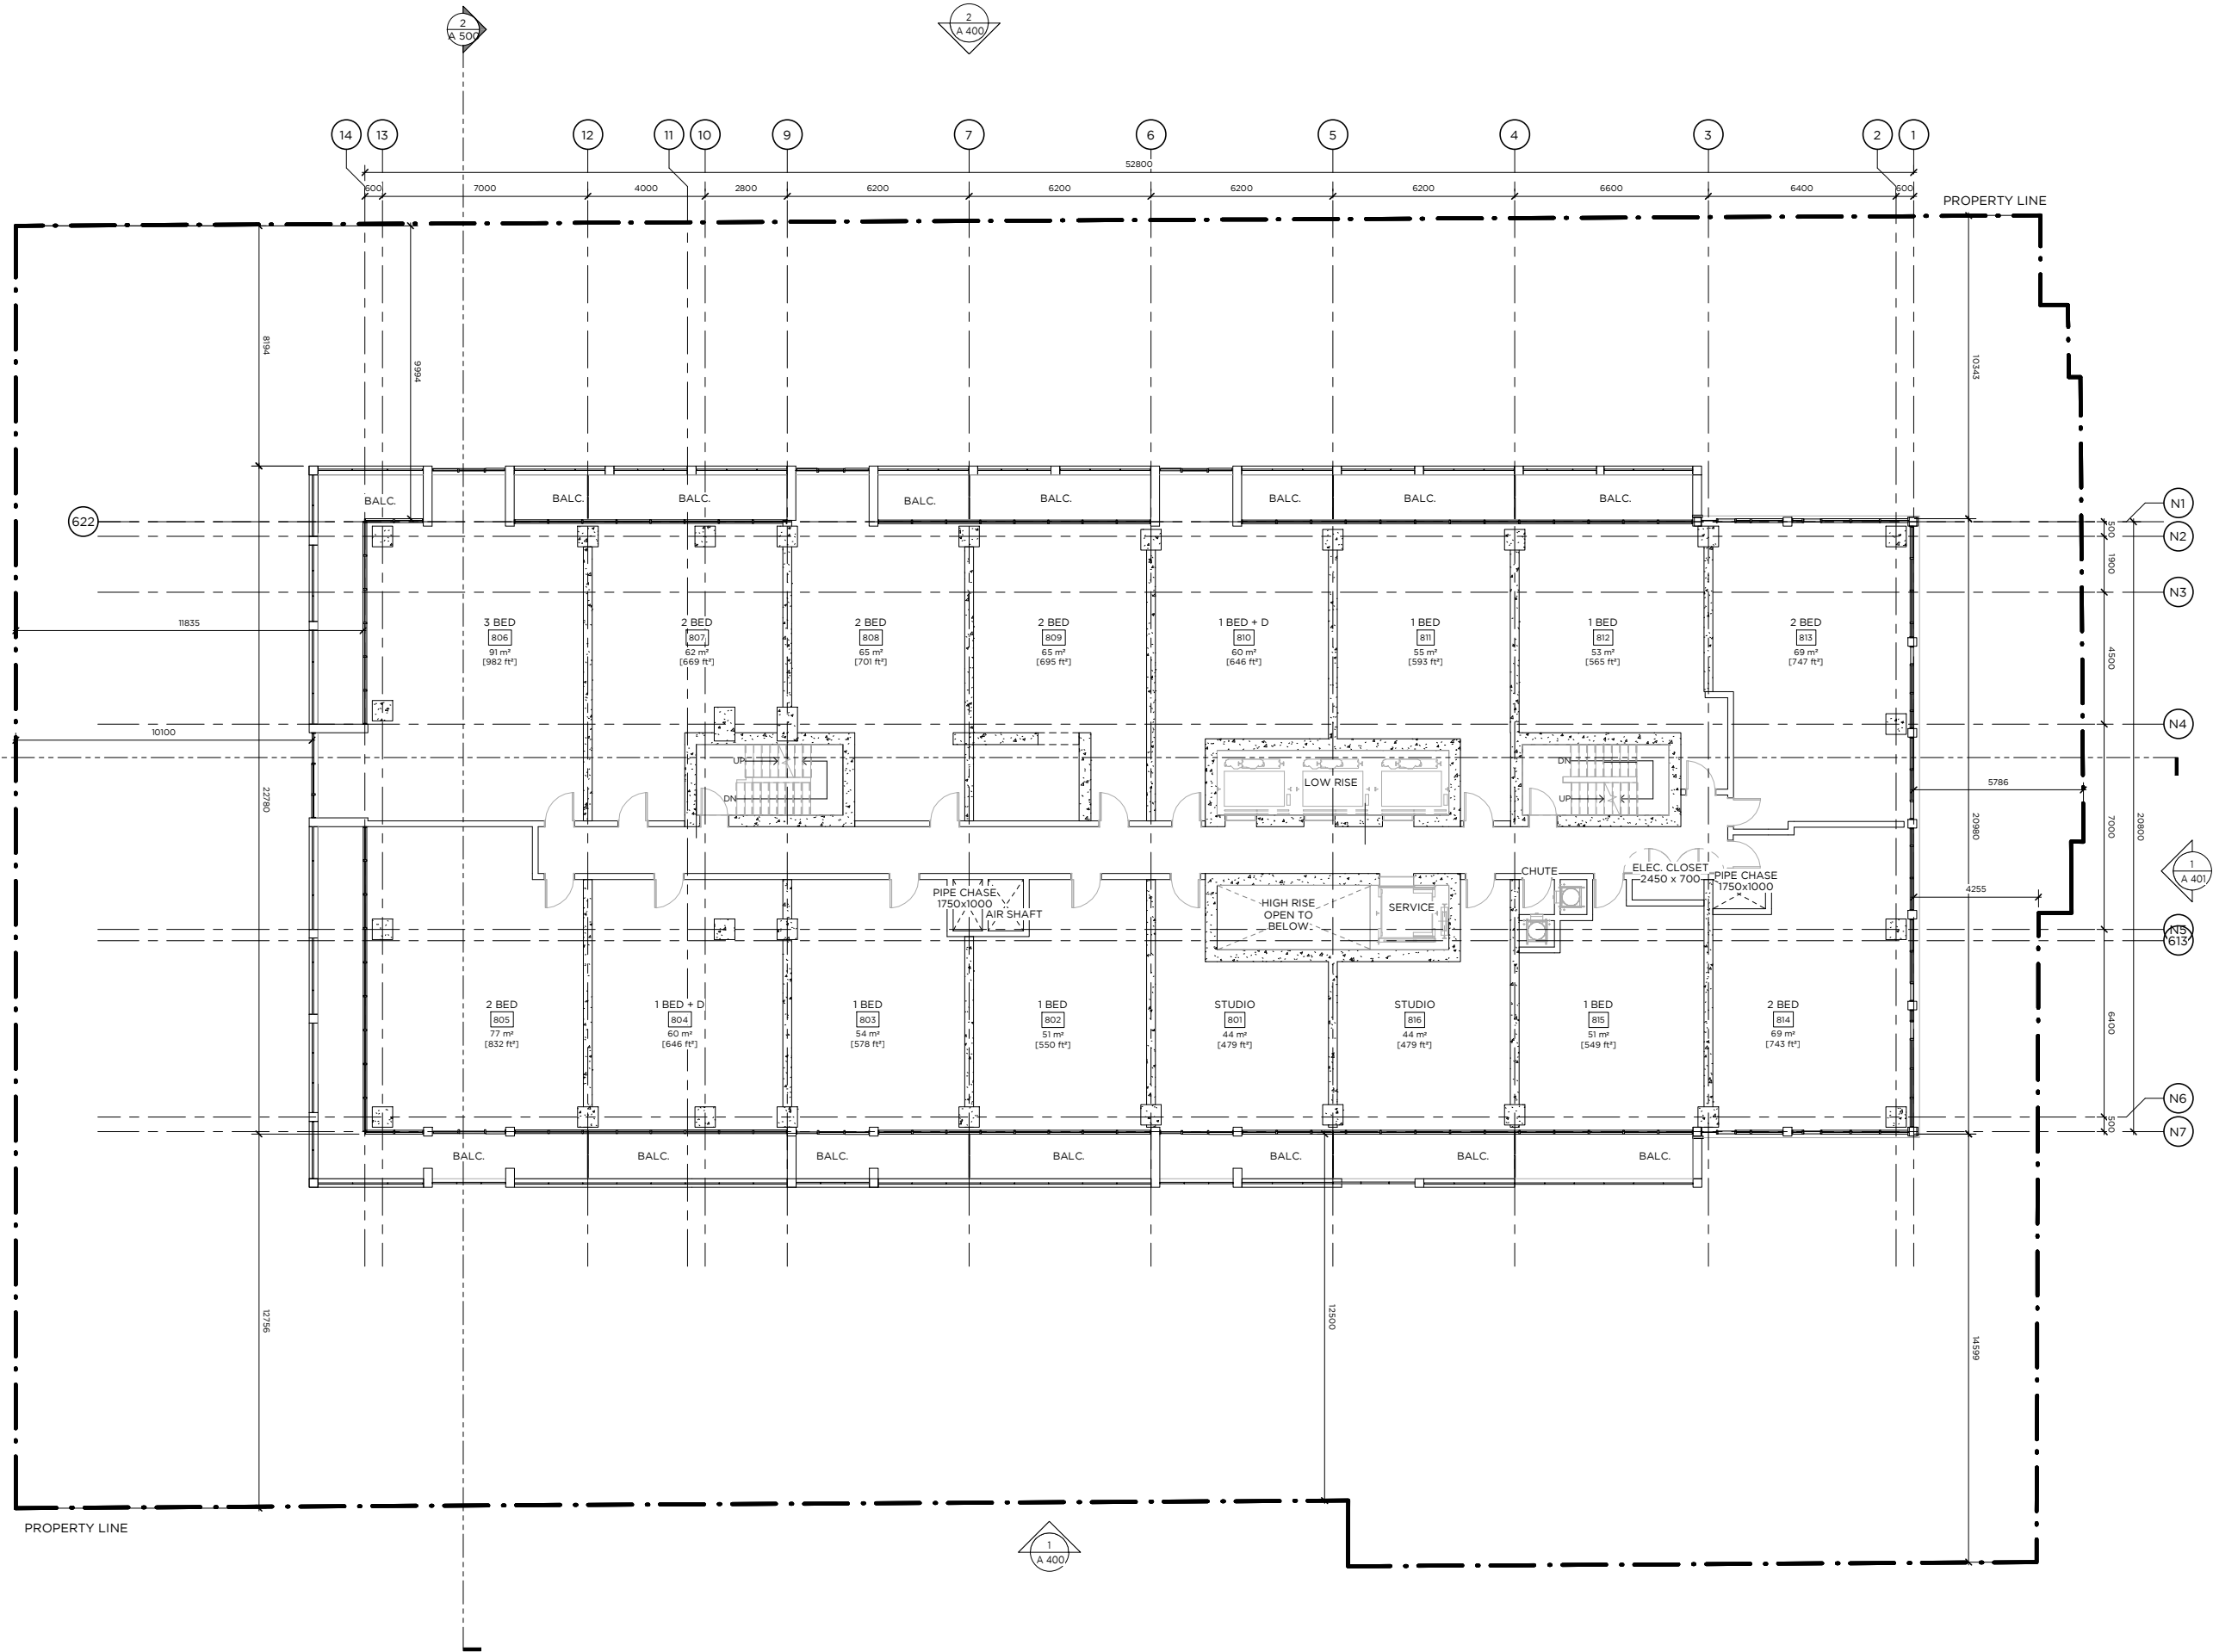 2
A 500
2
A 400
14
13
12
11
10
9
7
6
5
4
3
2
1
52800
600
7000
4000
2800
6200
6200
6200
6200
6600
6400
600
PROPERTY LINE
8194
9994
10343
BALC.
BALC.
BALC.
BALC.
BALC.
BALC.
BALC.
BALC.
622
N1
N2
N3
N4
500
1900
4500
11835
10100
22780
3 BED
806
91 m²
[982 ft²]
2 BED
807
62 m²
[669 ft²]
2 BED
808
65 m²
[701 ft²]
2 BED
809
65 m²
[695 ft²]
1 BED + D
810
60 m²
[646 ft²]
1 BED
811
55 m²
[593 ft²]
1 BED
812
53 m²
[565 ft²]
2 BED
813
69 m²
[747 ft²]
UP
DN
LOW RISE
DN
UP
5786
7000
20980
20800
1
A 401
4255
PIPE CHASE
1750x1000
AIR SHAFT
HIGH RISE
OPEN TO
BELOW
SERVICE
CHUTE
ELEC. CLOSET
2450 x 700
PIPE CHASE
1750x1000
N5
613
2 BED
805
77 m²
[832 ft²]
1 BED + D
804
60 m²
[646 ft²]
1 BED
803
54 m²
[578 ft²]
1 BED
802
51 m²
[550 ft²]
STUDIO
801
44 m²
[479 ft²]
STUDIO
816
44 m²
[479 ft²]
1 BED
815
51 m²
[549 ft²]
2 BED
814
69 m²
[743 ft²]
6400
500
N6
N7
BALC.
BALC.
BALC.
BALC.
BALC.
BALC.
BALC.
12756
12500
14599
PROPERTY LINE
1
A 400